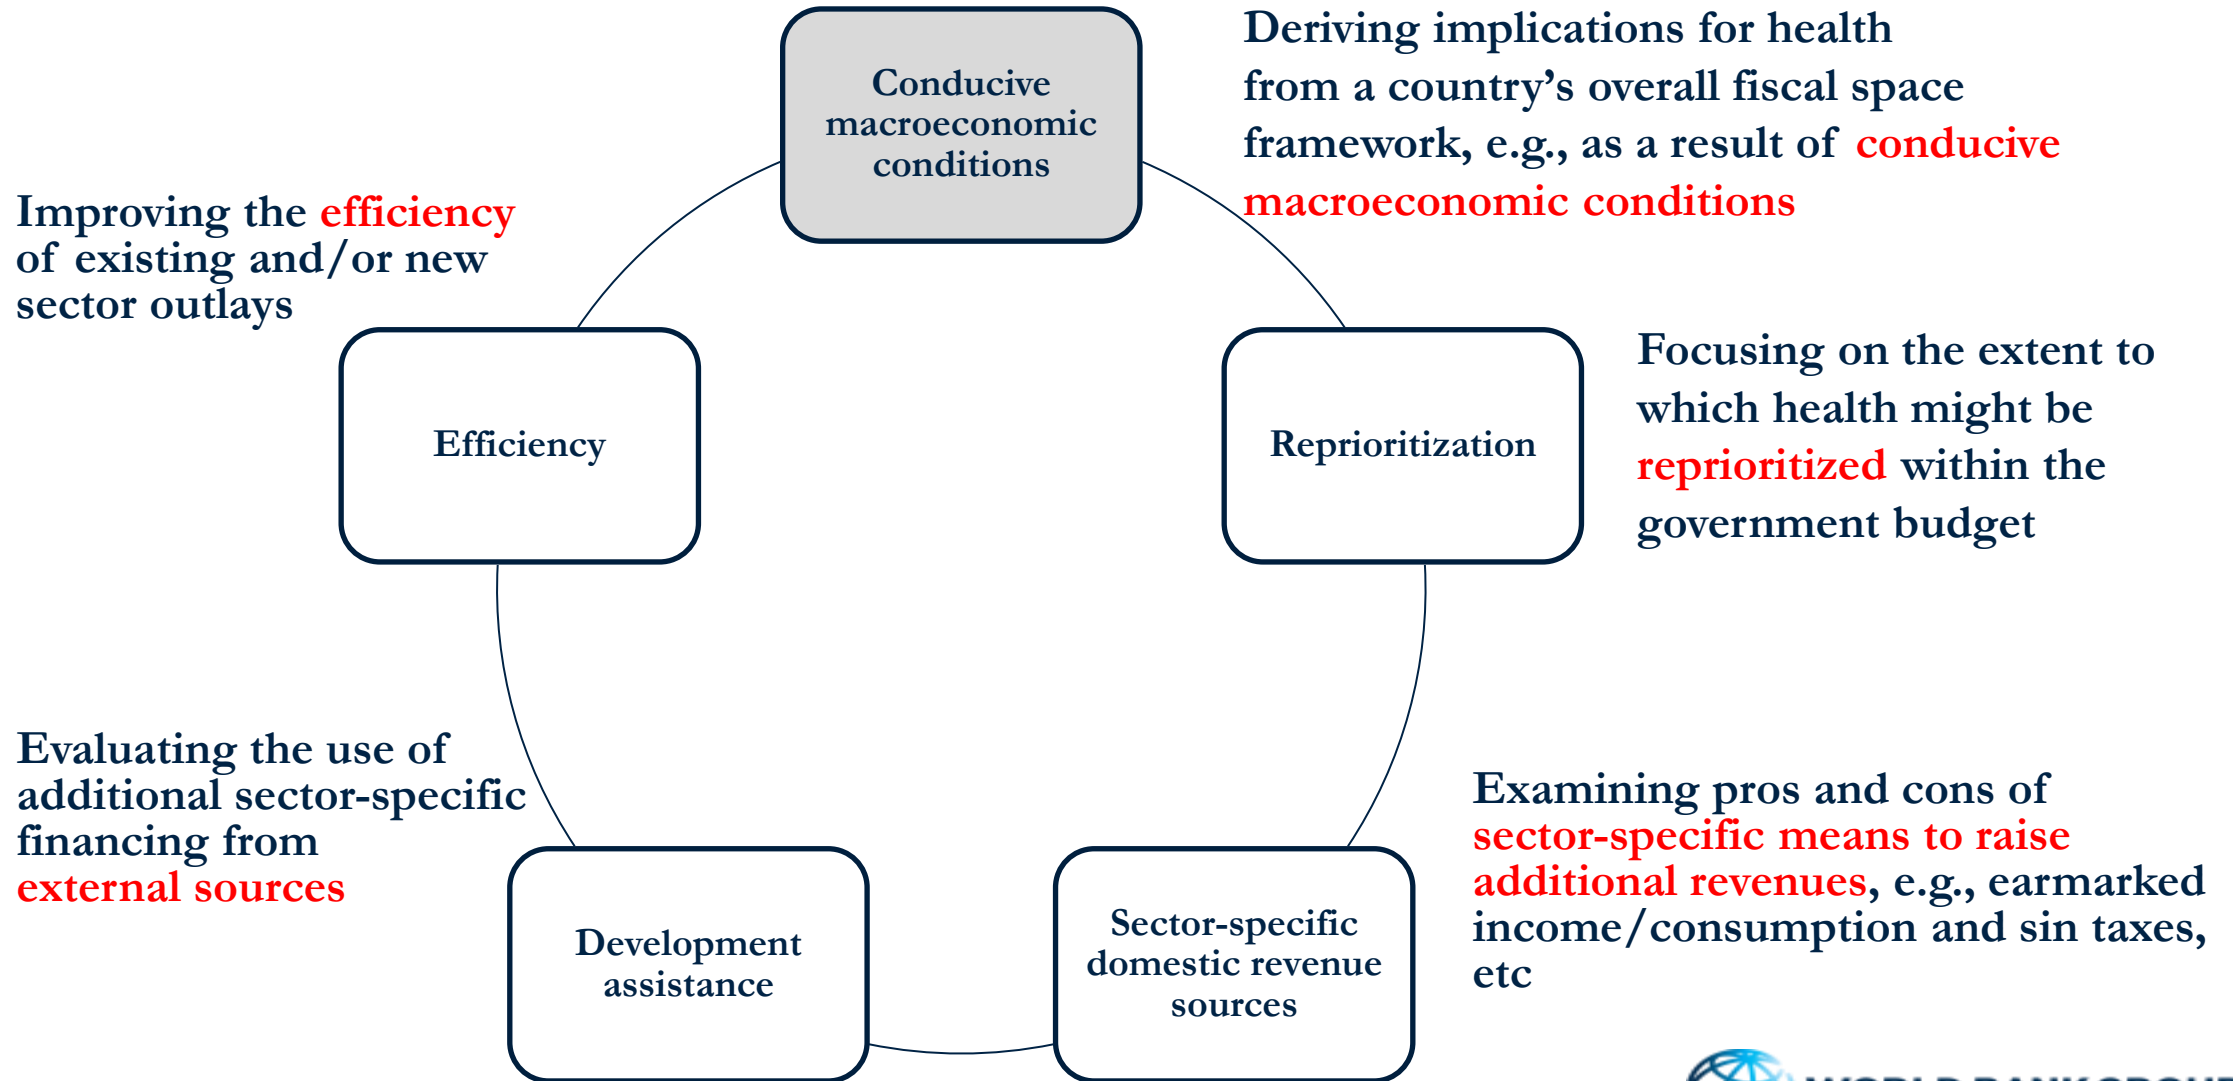 Conducive
macroeconomic
conditions
Deriving implications for health
from a country’s overall fiscal space
framework, e.g., as a result of conducive
macroeconomic conditions
Improving the efficiency
of existing and/or new
sector outlays
Efficiency
Reprioritization
Focusing on the extent to
which health might be
reprioritized within the
government budget
Evaluating the use of
additional sector-specific
financing from
external sources
Development
assistance
Sector-specific
domestic revenue
sources
Examining pros and cons of
sector-specific means to raise
additional revenues, e.g., earmarked
income/consumption and sin taxes,
etc
WORLD BANK GROUP